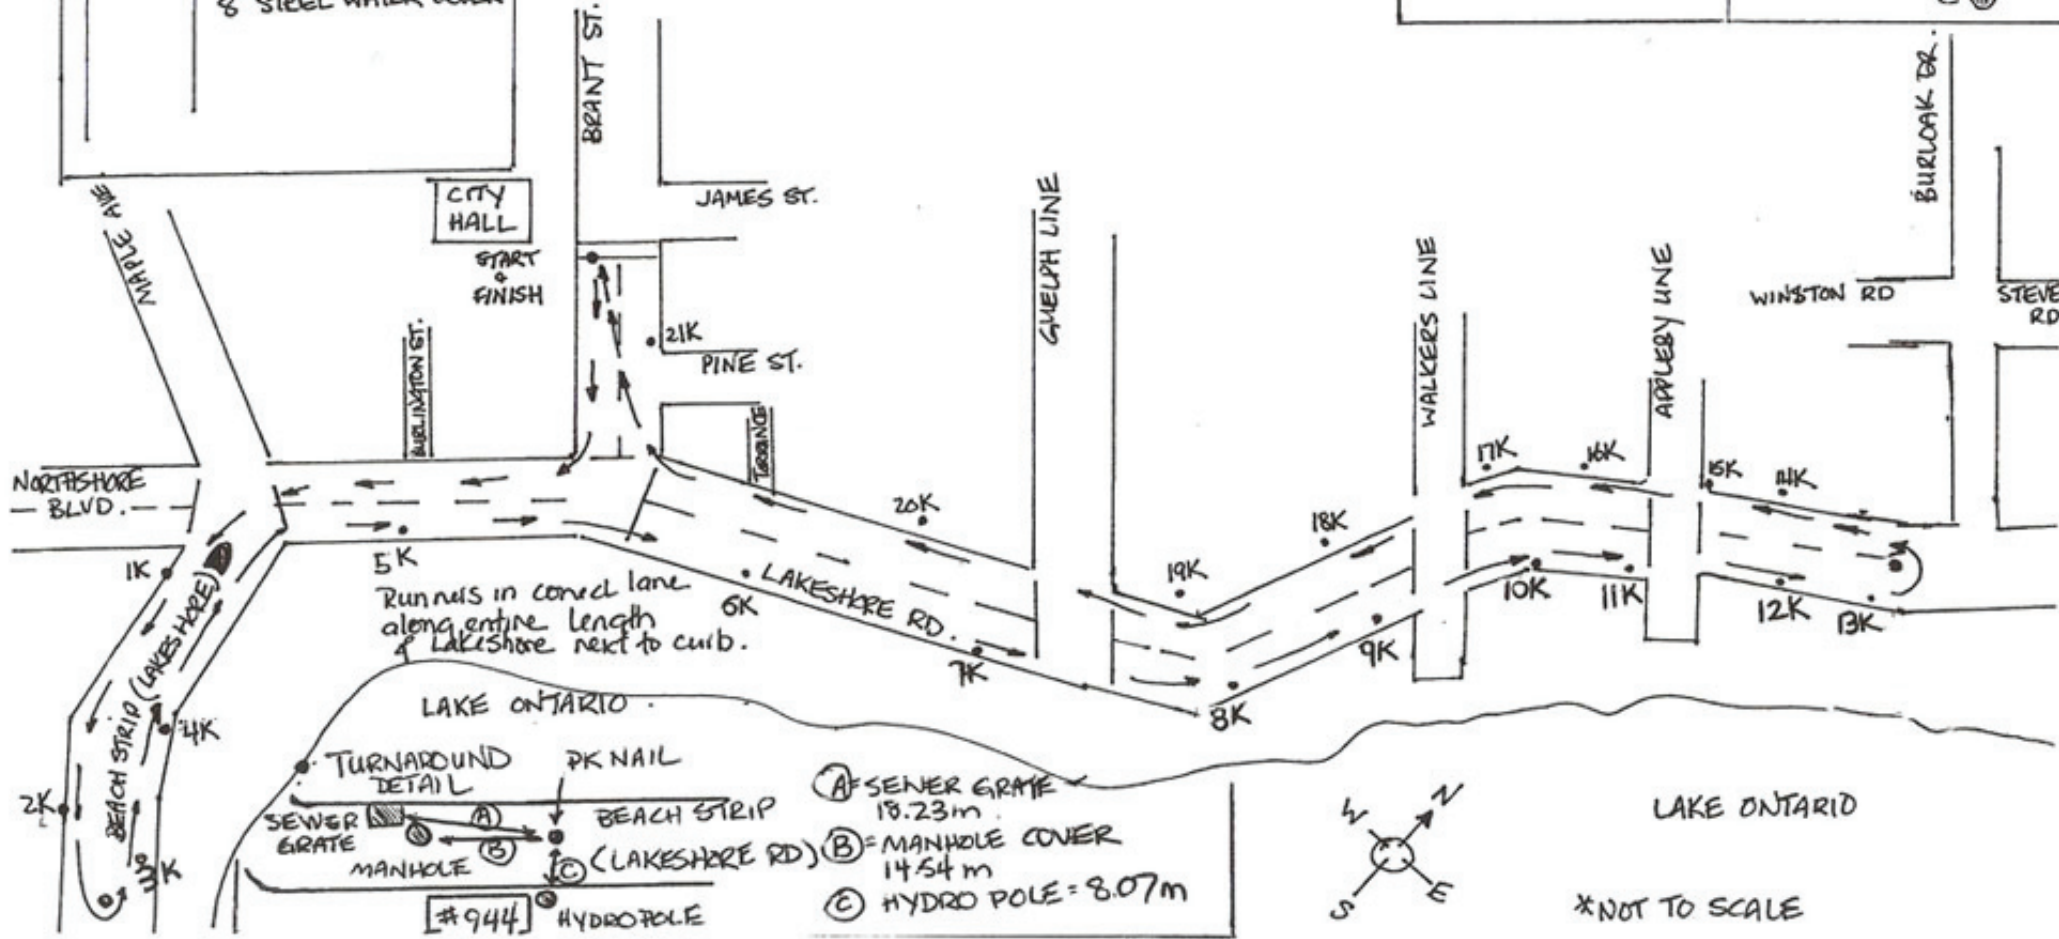 8" STEEL WATER
BRANT ST.
BURLOAK DR.
MAPLE AVE
CITY
HALL
JAMES ST.
START
&
FINISH
21K
PINE ST.
BURLINGTON ST.
TORRANCE
GUELPH LINE
WALKERS LINE
APPLEBY LINE
WINSTON RD
STEVE
RD
NORTHSHORE
BLVD.
1K
5K
Runners in coned lane
along entire length
Lakeshore next to curb.
6K
LAKESHORE RD.
7K
20K
19K
18K
17K
16K
15K
14K
8K
9K
10K
11K
12K
13K
BEACH STRIP (LAKESHORE)
2K
3K
4K
LAKE ONTARIO
TURNAROUND
DETAIL
PK NAIL
SEWER
GRATE
A
B
C
MANHOLE
BEACH STRIP
(LAKESHORE RD)
[#944]
HYDRO POLE
A = SEWER GRATE
18.23m
B = MANHOLE COVER
14.54m
C HYDRO POLE = 8.07m
W
N
S
E
LAKE ONTARIO
*NOT TO SCALE